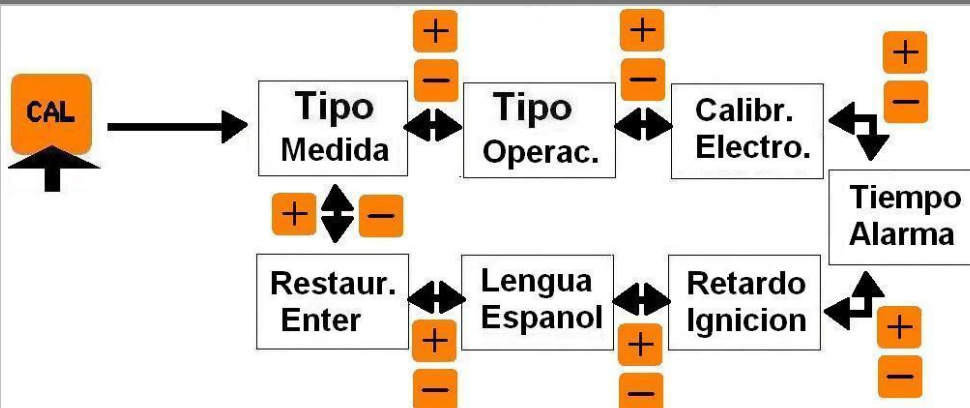 CAL
Tipo
Medida
Tipo
Operac.
Calibr.
Electro.
Tiempo
Alarma
Retardo
Ignicion
Lengua
Espanol
Restaur.
Enter
+
−
+
−
+
−
+
−
+
−
+
−
+
−